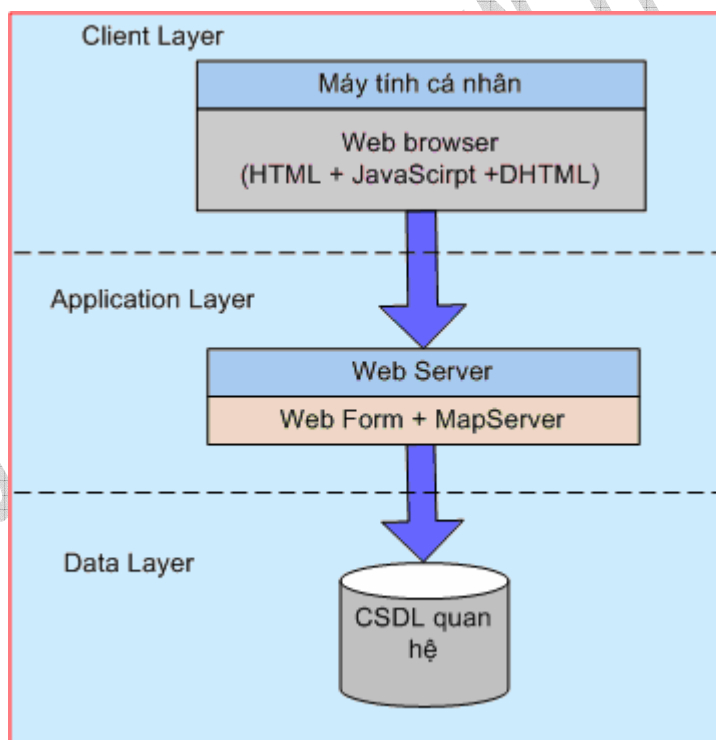 Client Layer
Máy tính cá nhân
Web browser
(HTML + JavaScirpt +DHTML)
Application Layer
Web Server
Web Form + MapServer
Data Layer
CSDL quan
hệ